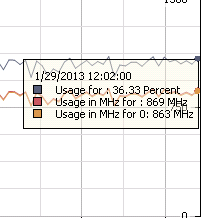 1500
1/29/2013 12:02:00
Usage for : 36.33 Percent
Usage in MHz for : 869 MHz
Usage in MHz for 0: 863 MHz
0